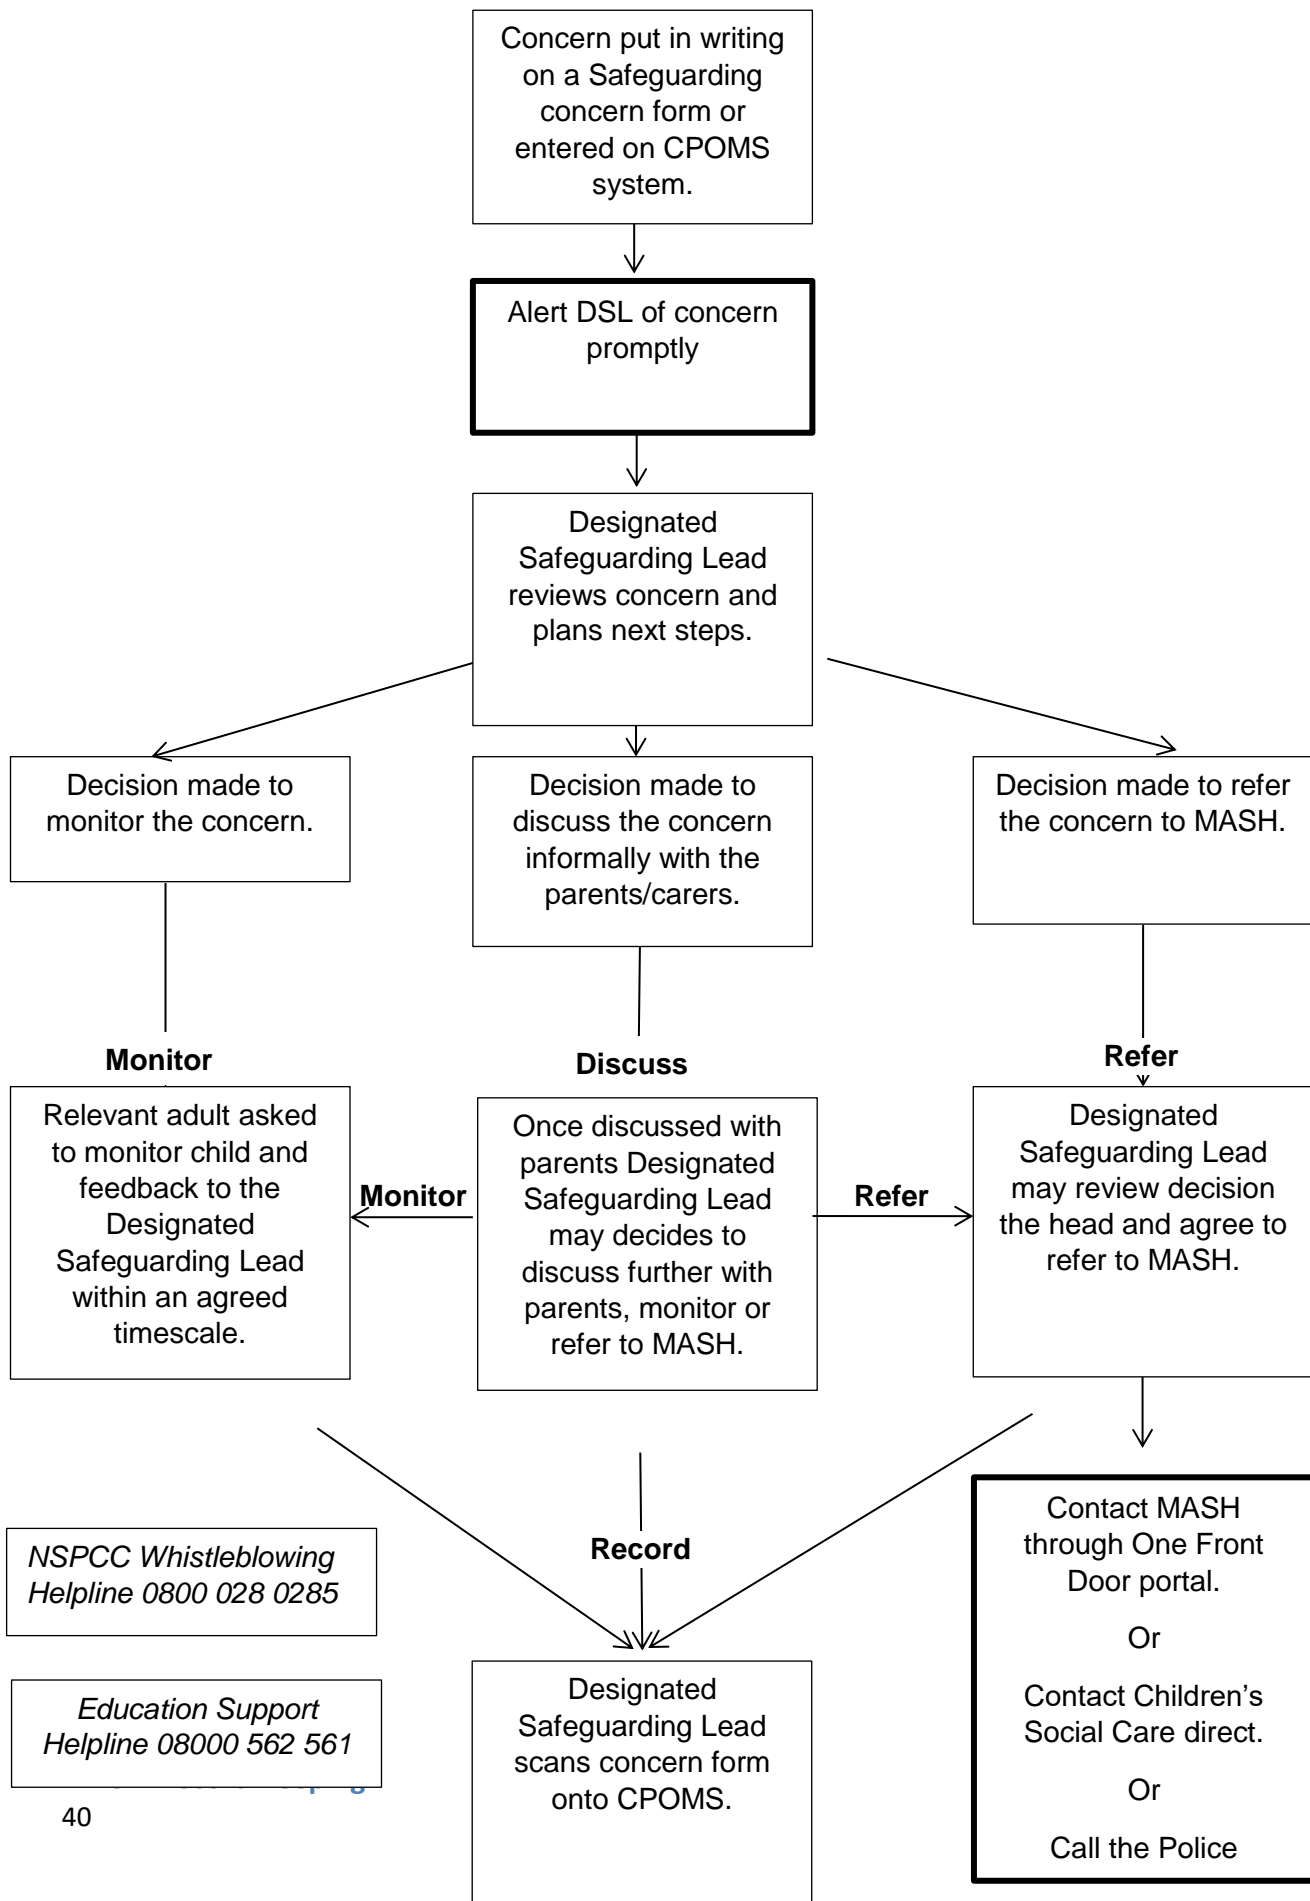 Concern put in writing
on a Safeguarding
concern form or
entered on CPOMS
system.
Alert DSL of concern
promptly
Designated
Safeguarding Lead
reviews concern and
plans next steps.
Decision made to
monitor the concern.
Decision made to
discuss the concern
informally with the
parents/carers.
Decision made to refer
the concern to MASH.
Monitor
Discuss
Refer
Relevant adult asked
to monitor child and
feedback to the
Designated
Safeguarding Lead
within an agreed
timescale.
Monitor
Once discussed with
parents Designated
Safeguarding Lead
may decides to
discuss further with
parents, monitor or
refer to MASH.
Refer
Designated
Safeguarding Lead
may review decision
the head and agree to
refer to MASH.
Record
NSPCC Whistleblowing
Helpline 0800 028 0285
Education Support
Helpline 08000 562 561
Designated
Safeguarding Lead
scans concern form
onto CPOMS.
Contact MASH
through One Front
Door portal.
Or
Contact Children’s
Social Care direct.
Or
Call the Police
40